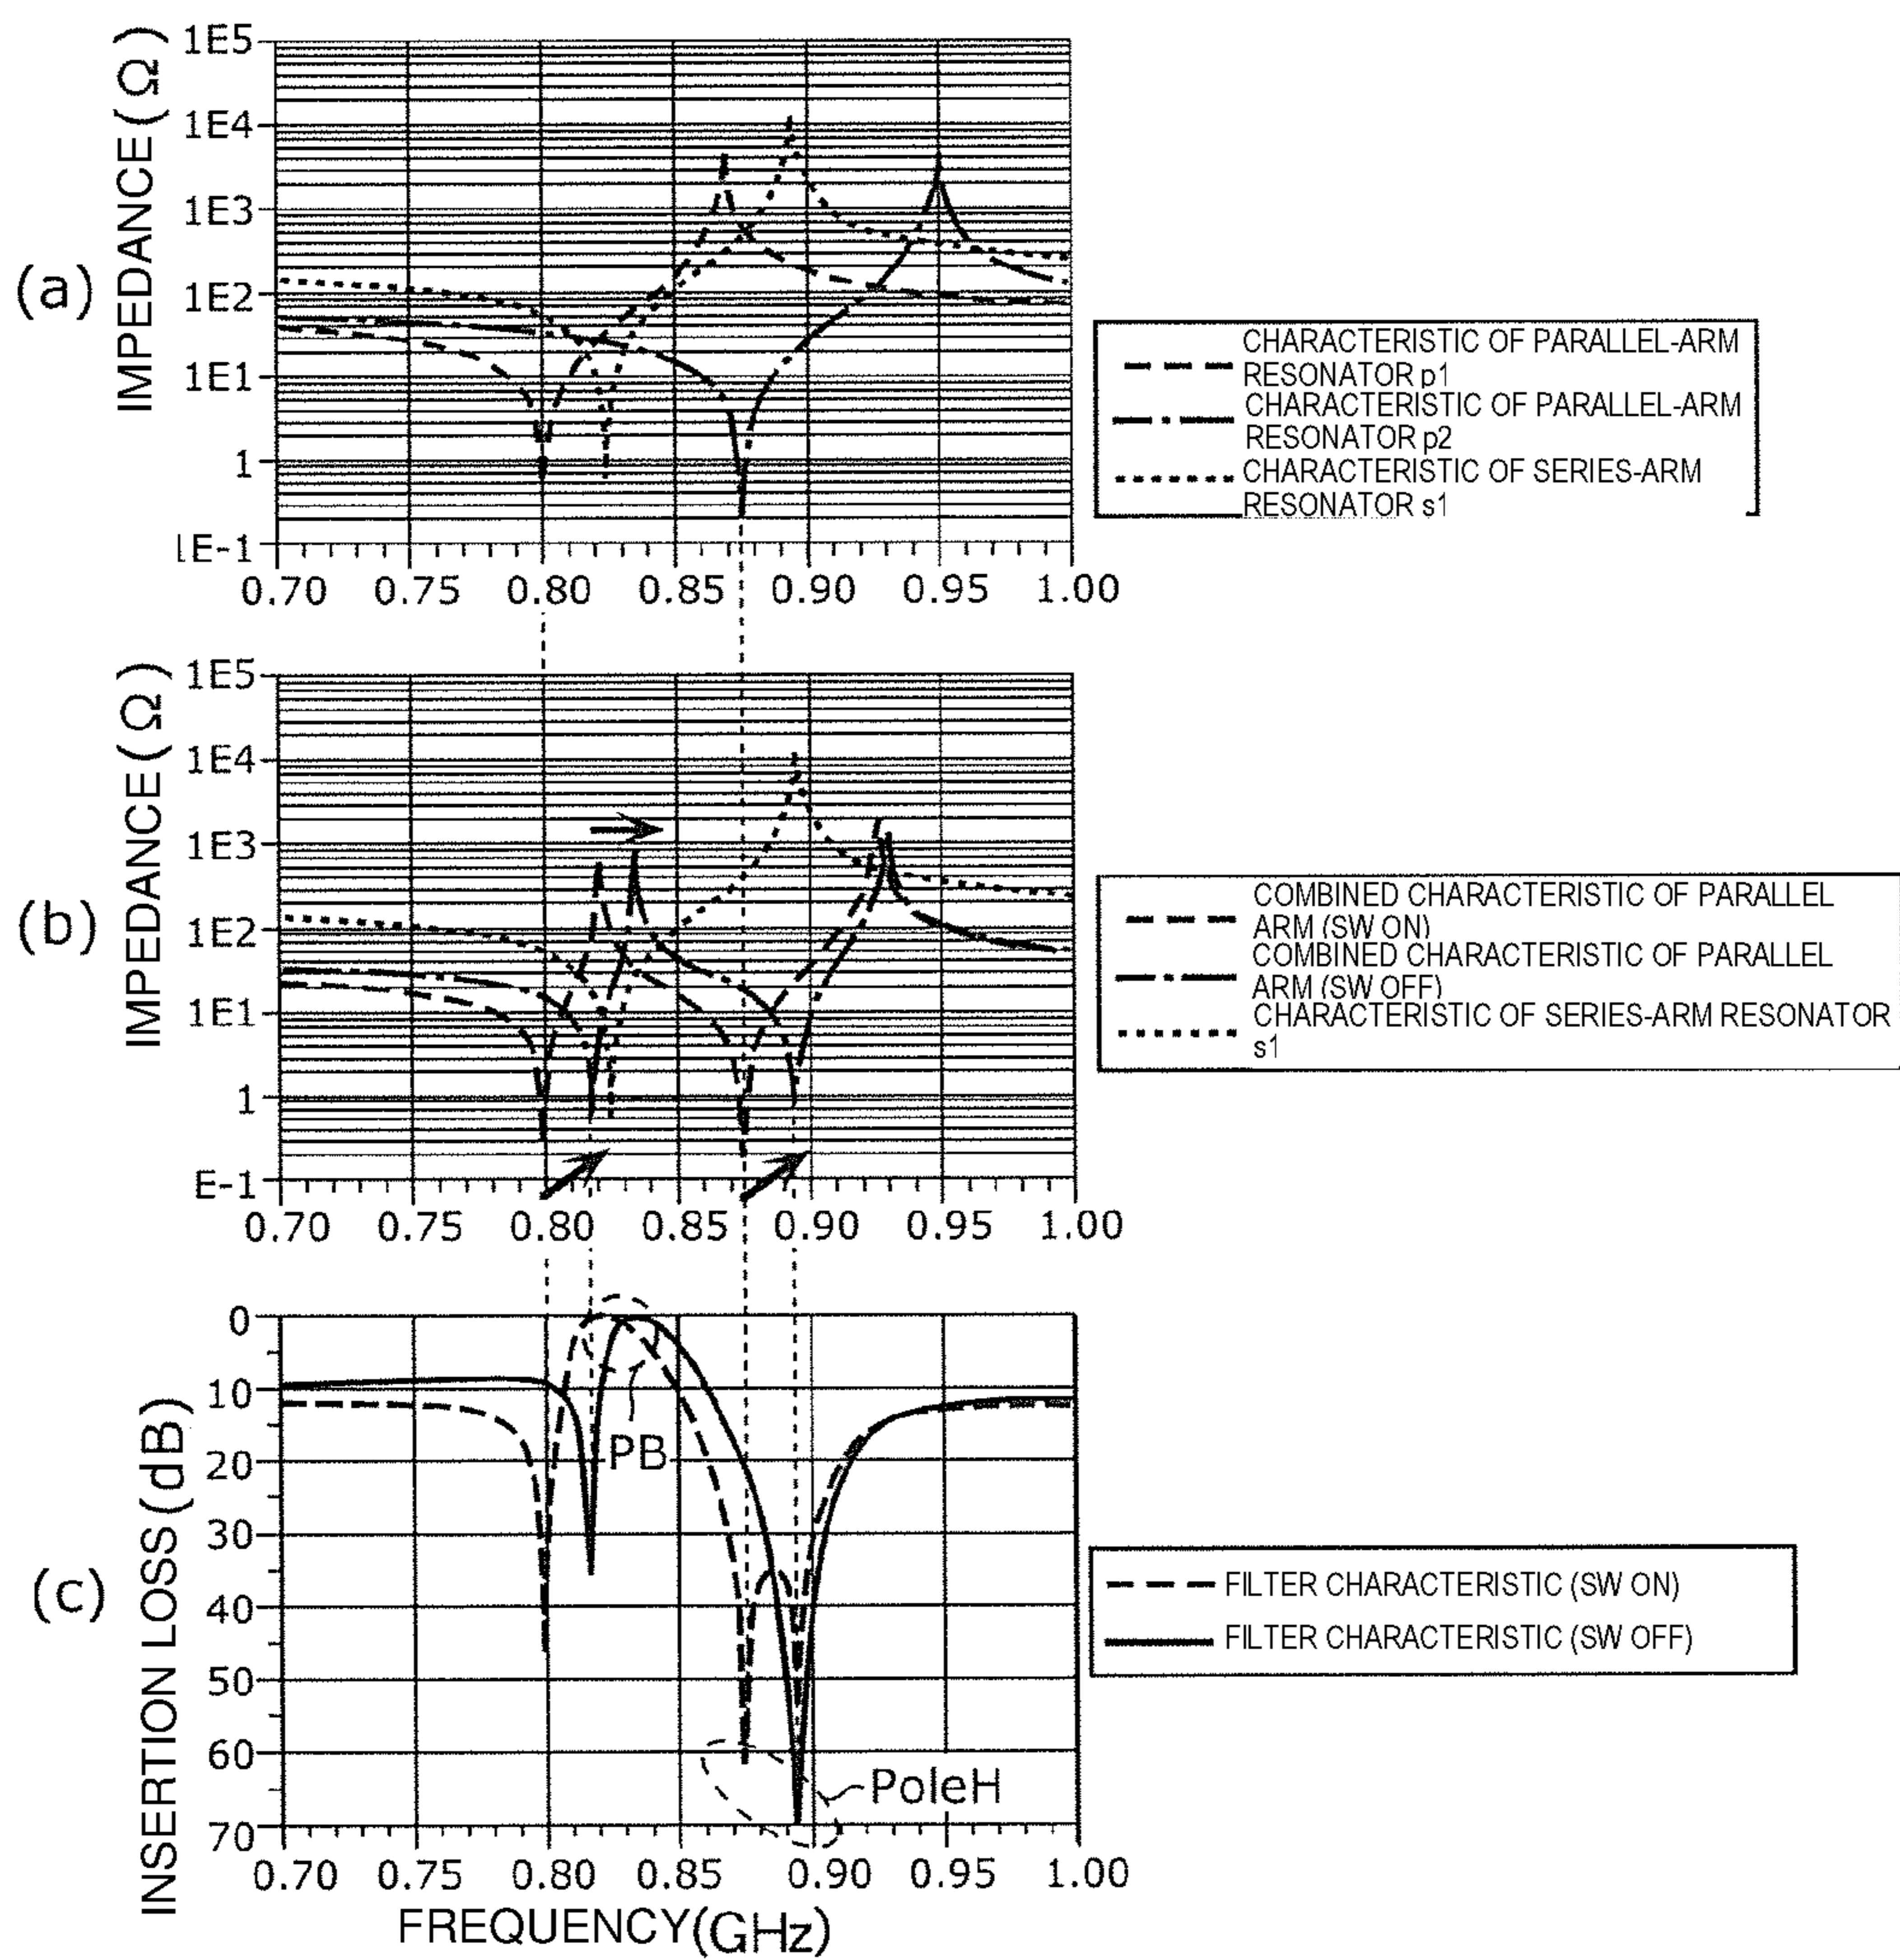 (a)
IMPEDANCE(Ω)
1E5
1E4
1E3
1E2
1E1
1
1E-1
0.70 0.75 0.80 0.85 0.90 0.95 1.00
CHARACTERISTIC OF PARALLEL-ARM
RESONATOR p1
CHARACTERISTIC OF PARALLEL-ARM
RESONATOR p2
CHARACTERISTIC OF SERIES-ARM
RESONATOR s1
(b)
IMPEDANCE(Ω)
1E5
1E4
1E3
1E2
1E1
1
E-1
0.70 0.75 0.80 0.85 0.90 0.95 1.00
COMBINED CHARACTERISTIC OF PARALLEL
ARM (SW ON)
COMBINED CHARACTERISTIC OF PARALLEL
ARM (SW OFF)
CHARACTERISTIC OF SERIES-ARM RESONATOR
s1
(c)
INSERTION LOSS (dB)
0
10
20
30
40
50
60
70
PB
PoleH
0.70 0.75 0.80 0.85 0.90 0.95 1.00
FREQUENCY(GHz)
FILTER CHARACTERISTIC (SW ON)
FILTER CHARACTERISTIC (SW OFF)